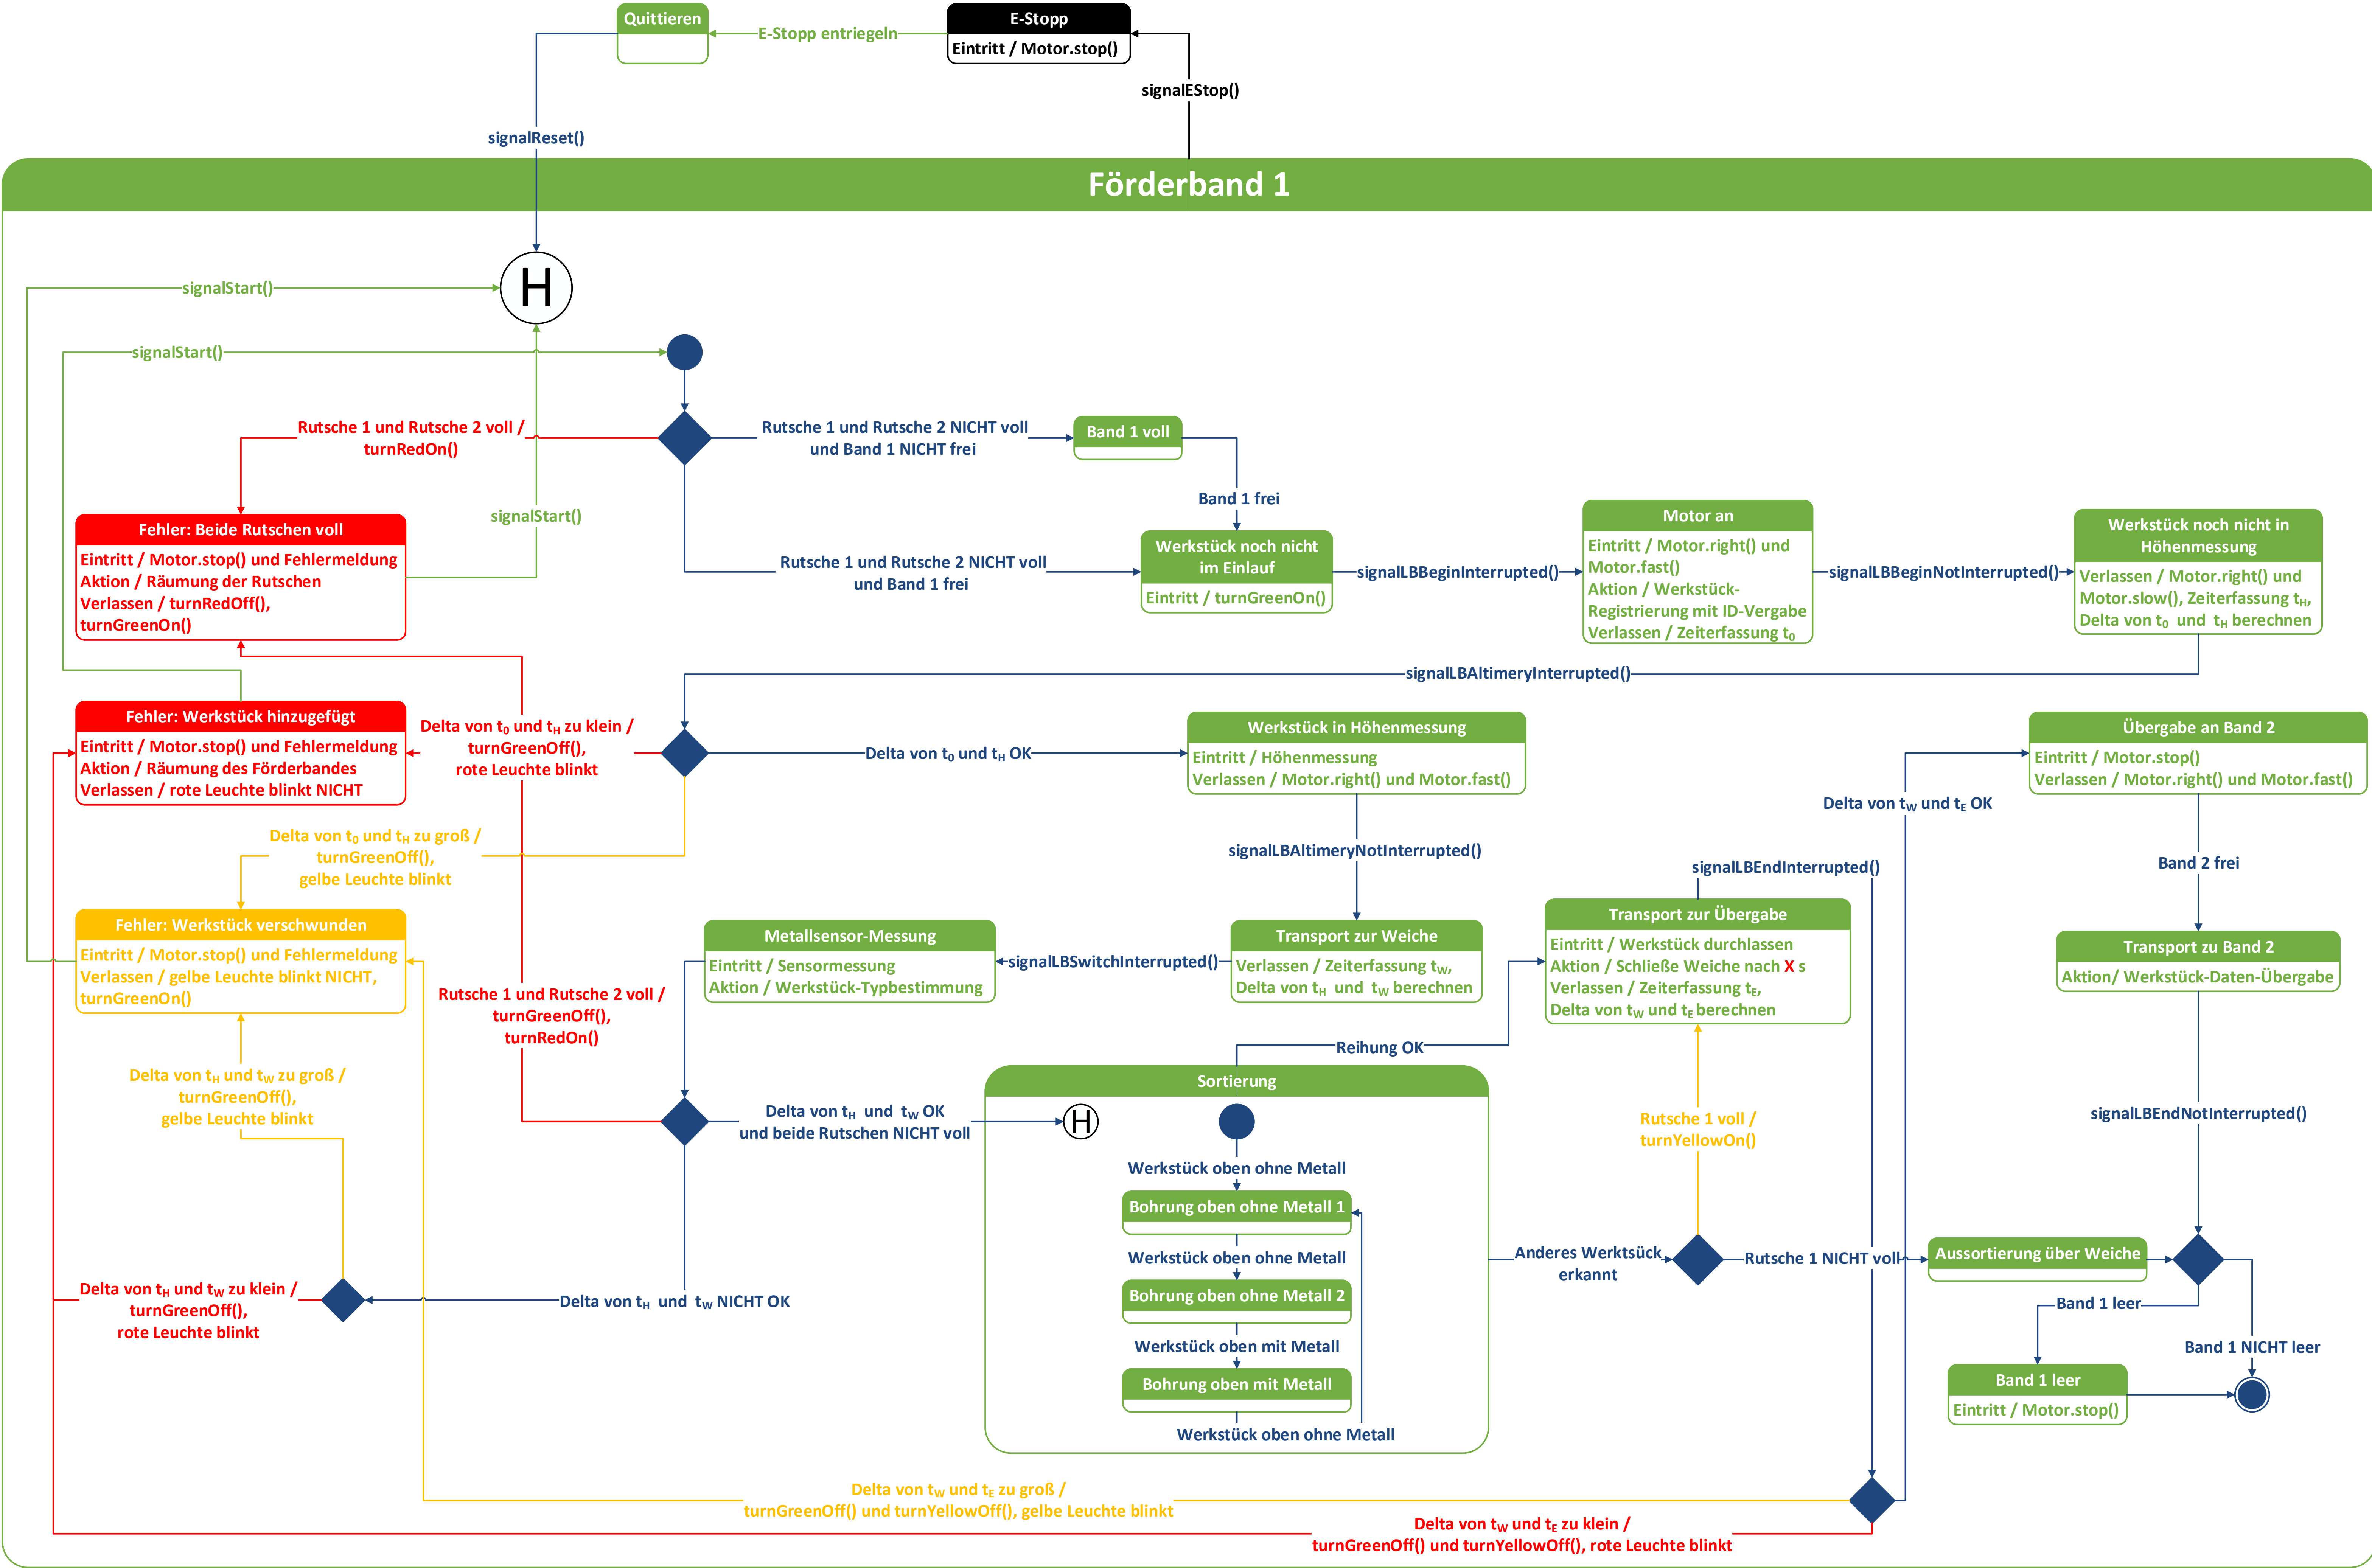 Quittieren
E-Stopp
Eintritt / Motor.stop()
E-Stopp entriegeln
signalEStop()
signalReset()
Förderband 1
signalStart()
H
signalStart()
Rutsche 1 und Rutsche 2 voll /
turnRedOn()
Rutsche 1 und Rutsche 2 NICHT voll
und Band 1 NICHT frei
Band 1 voll
Band 1 frei
signalStart()
Fehler: Beide Rutschen voll
Eintritt / Motor.stop() und Fehlermeldung
Aktion / Räumung der Rutschen
Verlassen / turnRedOff(),
turnGreenOn()
Rutsche 1 und Rutsche 2 NICHT voll
und Band 1 frei
Werkstück noch nicht
im Einlauf
Eintritt / turnGreenOn()
signalLBBeginInterrupted()
Motor an
Eintritt / Motor.right() und
Motor.fast()
Aktion / Werkstück-
Registrierung mit ID-Vergabe
Verlassen / Zeiterfassung t0
signalLBBeginNotInterrupted()
Werkstück noch nicht in
Höhenmessung
Verlassen / Motor.right() und
Motor.slow(), Zeiterfassung tH,
Delta von t0 und tH berechnen
signalLBAltimeryInterrupted()
Fehler: Werkstück hinzugefügt
Eintritt / Motor.stop() und Fehlermeldung
Aktion / Räumung des Förderbandes
Verlassen / rote Leuchte blinkt NICHT
Delta von t0 und tH zu klein /
turnGreenOff(),
rote Leuchte blinkt
Delta von t0 und tH OK
Werkstück in Höhenmessung
Eintritt / Höhenmessung
Verlassen / Motor.right() und Motor.fast()
Übergabe an Band 2
Eintritt / Motor.stop()
Verlassen / Motor.right() und Motor.fast()
Delta von tW und tE OK
Delta von t0 und tH zu groß /
turnGreenOff(),
gelbe Leuchte blinkt
signalLBAltimeryNotInterrupted()
signalLBEndInterrupted()
Band 2 frei
Fehler: Werkstück verschwunden
Eintritt / Motor.stop() und Fehlermeldung
Verlassen / gelbe Leuchte blinkt NICHT,
turnGreenOn()
Metallsensor-Messung
Eintritt / Sensormessung
Aktion / Werkstück-Typbestimmung
signalLBSwitchInterrupted()
Transport zur Weiche
Verlassen / Zeiterfassung tW,
Delta von tH und tW berechnen
Transport zur Übergabe
Eintritt / Werkstück durchlassen
Aktion / Schließe Weiche nach X s
Verlassen / Zeiterfassung tE,
Delta von tW und tE berechnen
Transport zu Band 2
Aktion/ Werkstück-Daten-Übergabe
Rutsche 1 und Rutsche 2 voll /
turnGreenOff(),
turnRedOn()
Reihung OK
Delta von tH und tW zu groß /
turnGreenOff(),
gelbe Leuchte blinkt
Sortierung
Delta von tH und tW OK
und beide Rutschen NICHT voll
H
Rutsche 1 voll /
turnYellowOn()
signalLBEndNotInterrupted()
Werkstück oben ohne Metall
Bohrung oben ohne Metall 1
Werkstück oben ohne Metall
Bohrung oben ohne Metall 2
Werkstück oben mit Metall
Bohrung oben mit Metall
Werkstück oben ohne Metall
Anderes Werktsück
erkannt
Rutsche 1 NICHT voll
Aussortierung über Weiche
Delta von tH und tW zu klein /
turnGreenOff(),
rote Leuchte blinkt
Delta von tH und tW NICHT OK
Band 1 leer
Band 1 NICHT leer
Band 1 leer
Eintritt / Motor.stop()
Delta von tW und tE zu groß /
turnGreenOff() und turnYellowOff(), gelbe Leuchte blinkt
Delta von tW und tE zu klein /
turnGreenOff() und turnYellowOff(), rote Leuchte blinkt